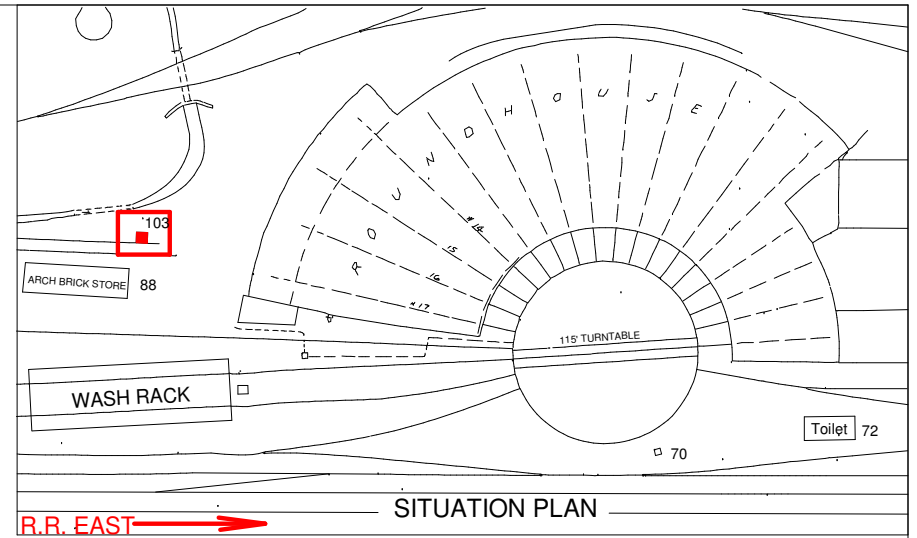 ROUNDHOUSE
'103
#14
15
16
#17
ARCH BRICK STORE
88
115' TURNTABLE
WASH RACK
Toilet
72
70
SITUATION PLAN
R.R. EAST